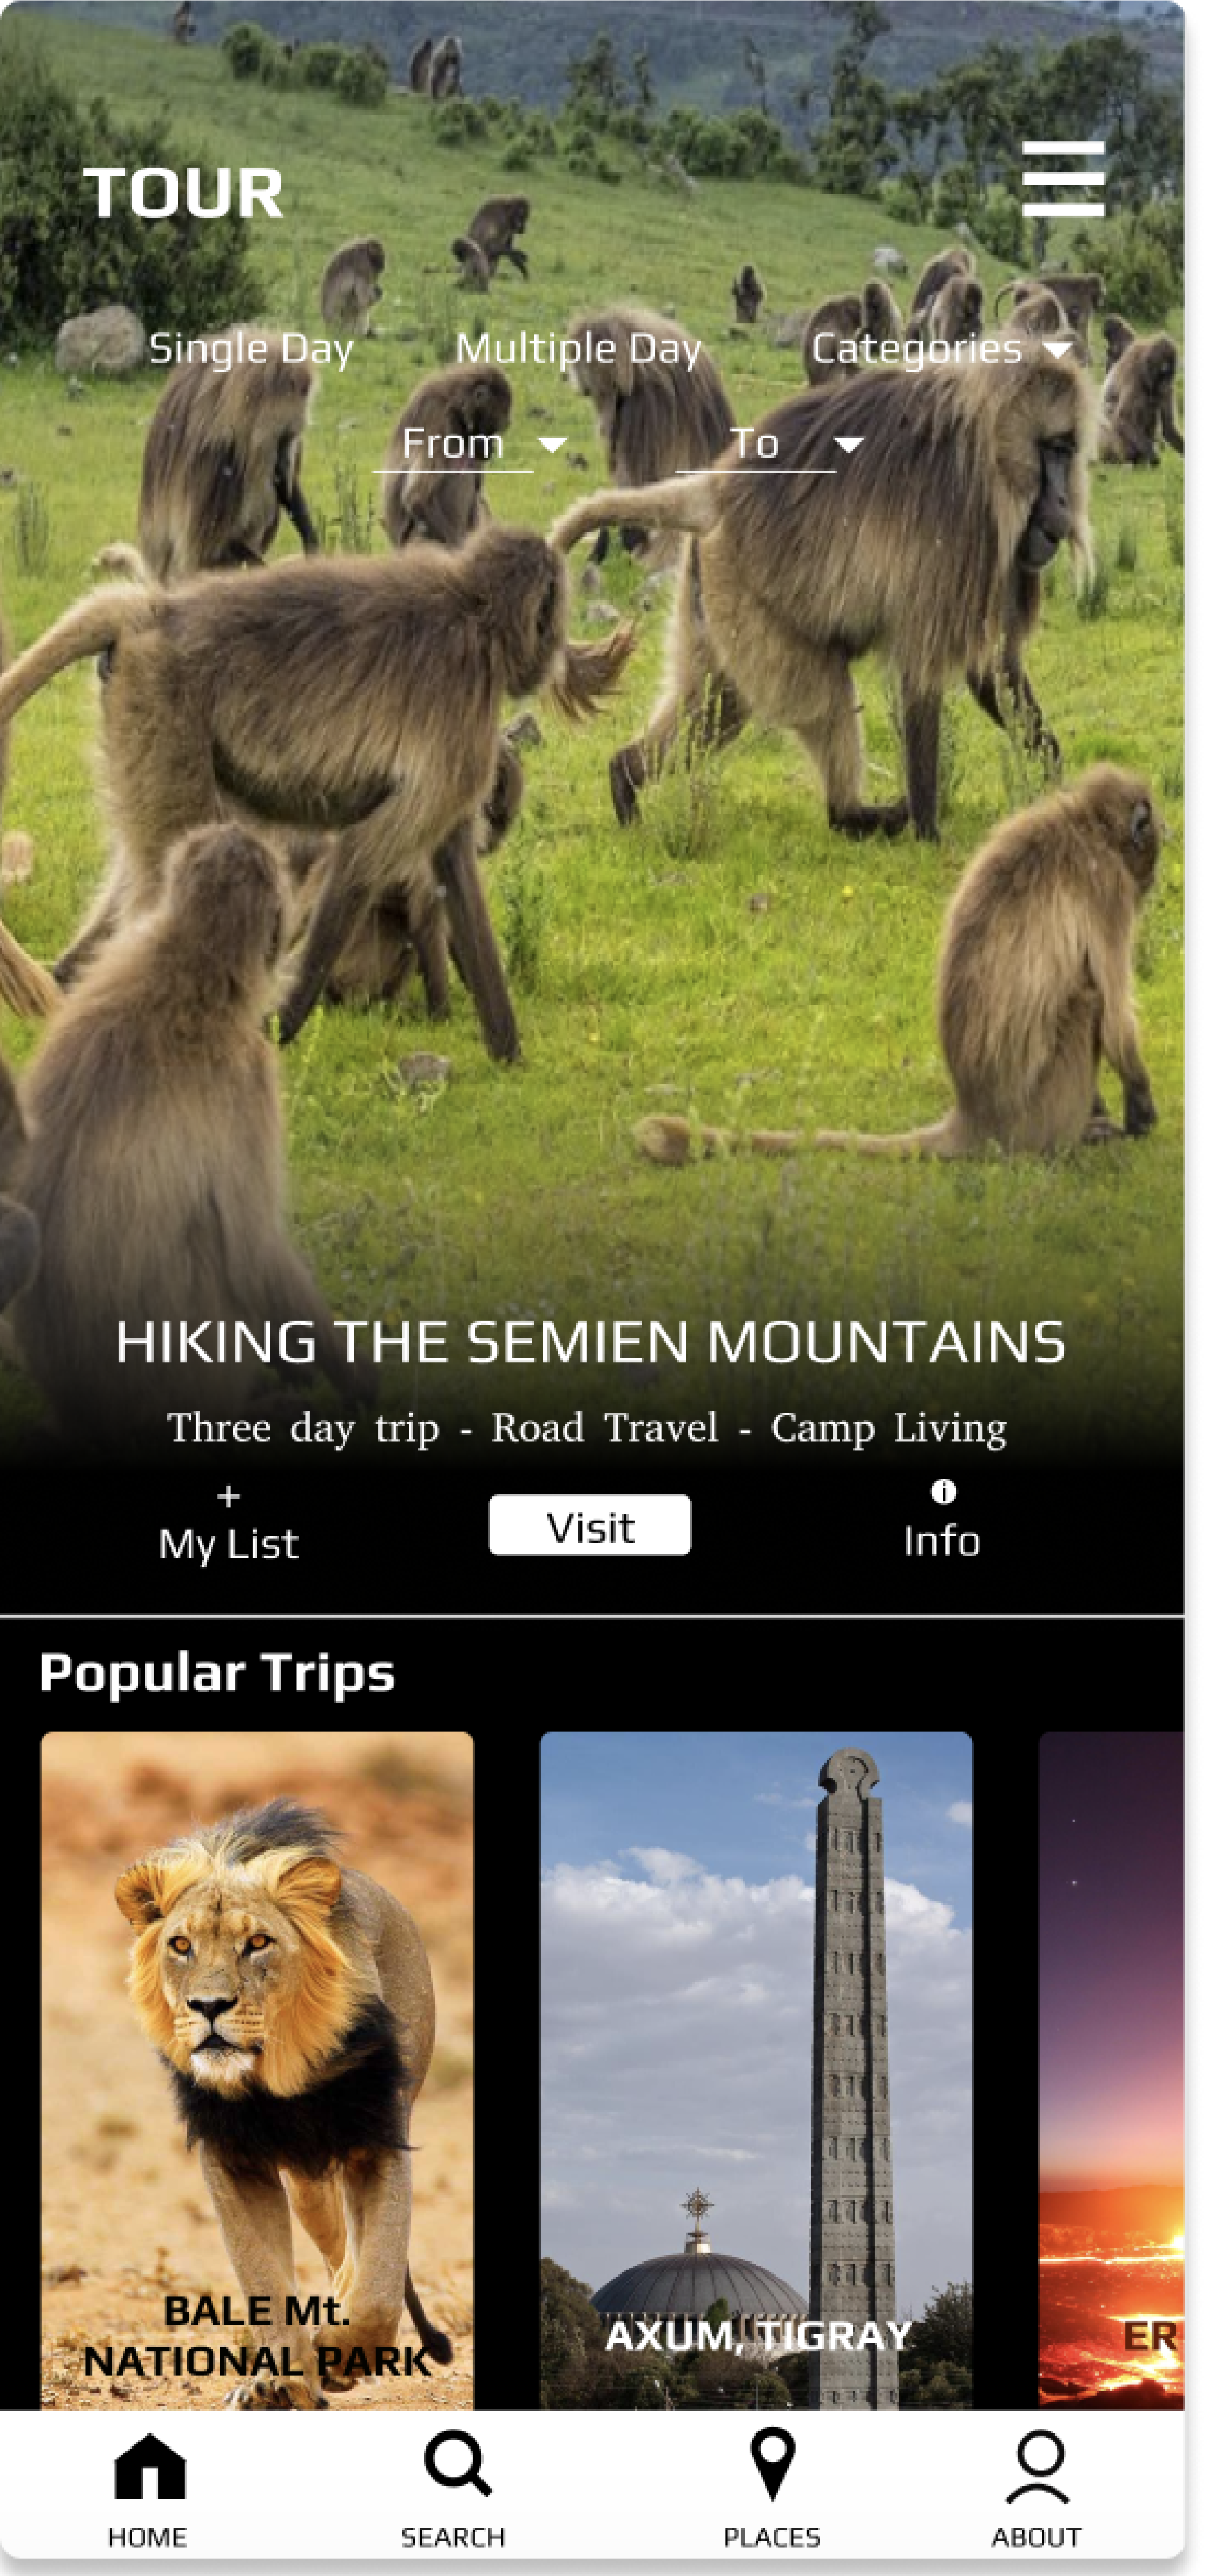 TOUR
Single Day Multiple Day Categories
From To
HIKING THE SEMIEN MOUNTAINS
Three day trip - Road Travel - Camp Living
+
My List Visit Info
Popular Trips
BALE Mt.
NATIONAL PARK
AXUM, TIGRAY
ER
HOME SEARCH PLACES ABOUT